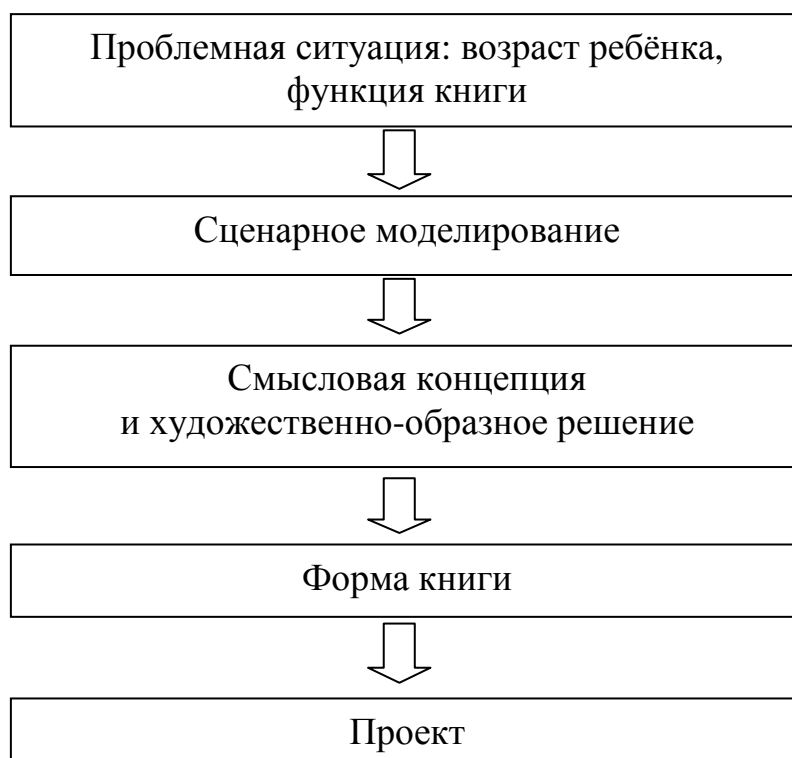 Проблемная ситуация: возраст ребёнка,
функция книги
Сценарное моделирование
Смысловая концепция
и художественно-образное решение
Форма книги
Проект